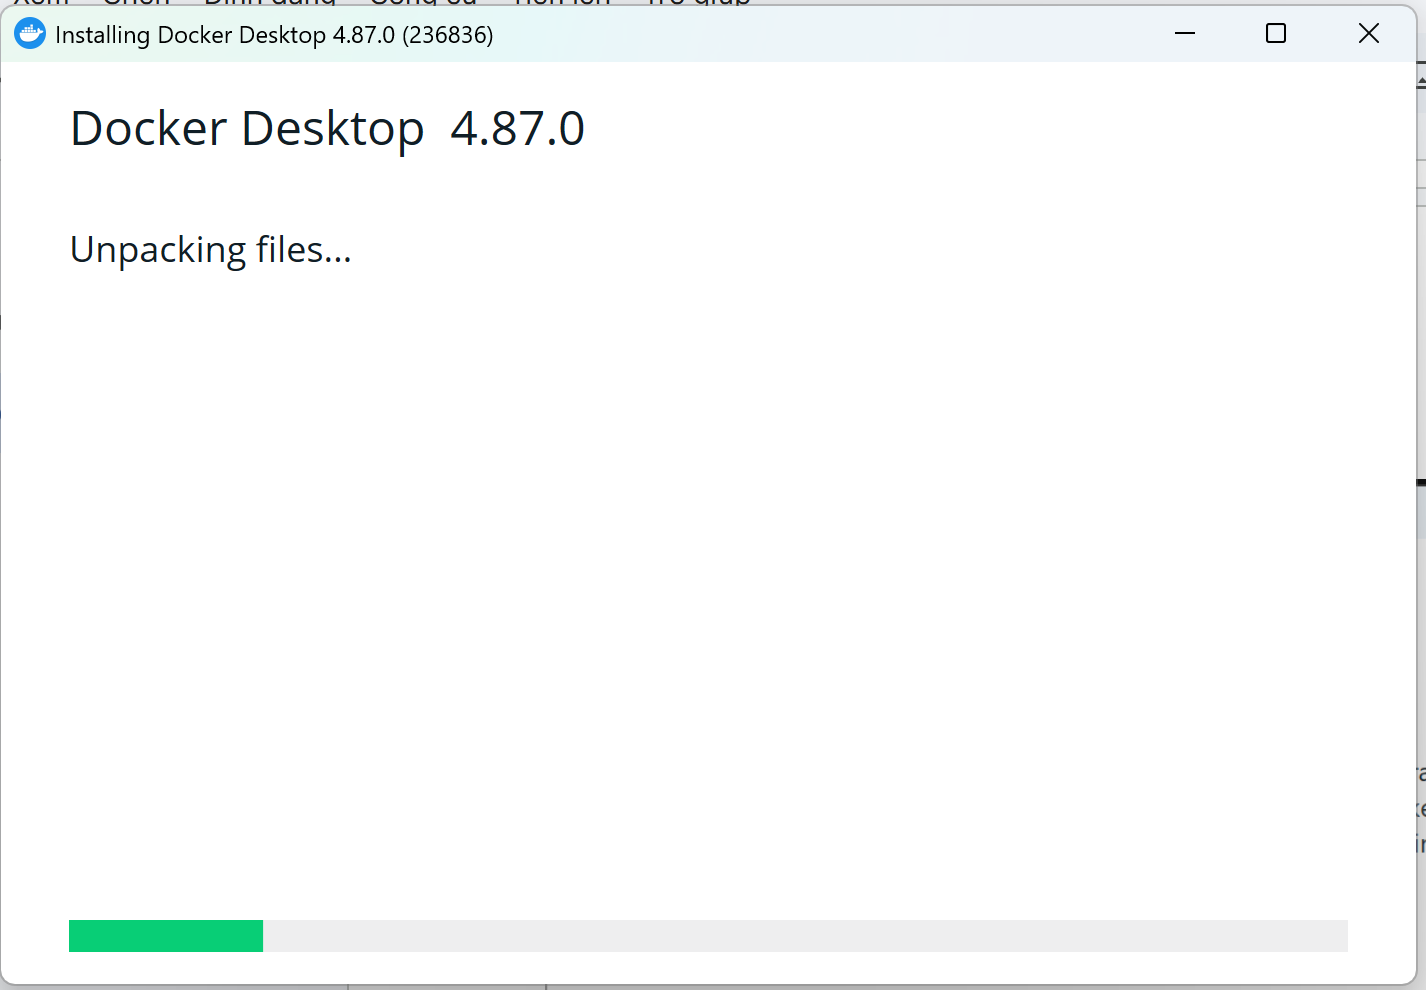 Installing Docker Desktop 4.87.0 (236836)
Docker Desktop 4.87.0
Unpacking files...